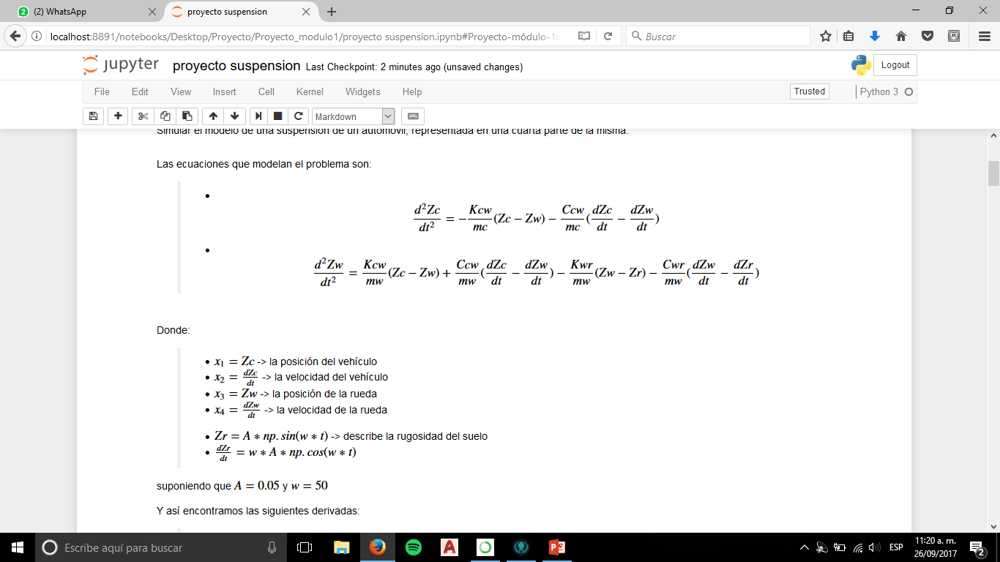 (2) WhatsApp
proyecto suspension
localhost:8891/notebooks/Desktop/Proyecto/Proyecto_modulo1/proyecto suspension.ipynb#Proyecto-módulo-1:
Buscar
jupyter proyecto suspension Last Checkpoint: 2 minutes ago (unsaved changes)
Logout
File Edit View Insert Cell Kernel Widgets Help
Trusted
Python 3
Markdown
Simular el modelo de una suspensión de un automóvil, representada en una cuarta parte de la misma.
Las ecuaciones que modelan el problema son:
• $\frac{d^2Zc}{dt^2} = -\frac{Kcw}{mc}(Zc - Zw) - \frac{Ccw}{mc}(\frac{dZc}{dt} - \frac{dZw}{dt})$
• $\frac{d^2Zw}{dt^2} = \frac{Kcw}{mw}(Zc - Zw) + \frac{Ccw}{mw}(\frac{dZc}{dt} - \frac{dZw}{dt}) - \frac{Kwr}{mw}(Zw - Zr) - \frac{Cwr}{mw}(\frac{dZw}{dt} - \frac{dZr}{dt})$
Donde:
• $x_1 = Zc$ -> la posición del vehículo
• $x_2 = \frac{dZc}{dt}$ -> la velocidad del vehículo
• $x_3 = Zw$ -> la posición de la rueda
• $x_4 = \frac{dZw}{dt}$ -> la velocidad de la rueda
• $Zr = A * np.sin(w * t)$ -> describe la rugosidad del suelo
• $\frac{dZr}{dt} = w * A * np.cos(w * t)$
suponiendo que $A = 0.05$ y $w = 50$
Y así encontramos las siguientes derivadas:
Escribe aquí para buscar
ESP
11:20 a. m.
26/09/2017
2